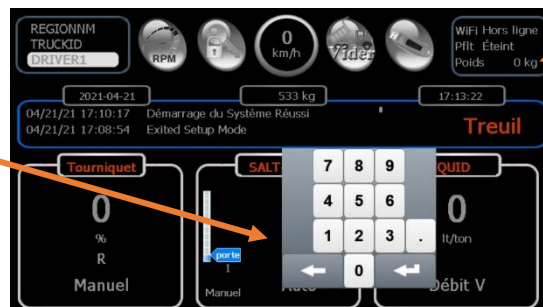 REGIONNM
TRUCKID
DRIVER1
RPM
0
km/h
Vider
WiFi Hors ligne
Pflt Éteint
Poids 0 kg
2021-04-21
533 kg
17:13:22
04/21/21 17:10:17 Démarrage du Système Réussi
04/21/21 17:08:54 Exited Setup Mode
Treuil
Tourniquet
0
%
R
Manuel
SALT
porte
1
Manuel
Auto
7 8 9
4 5 6
1 2 3 .
0
QUID
0
lt/ton
Débit V